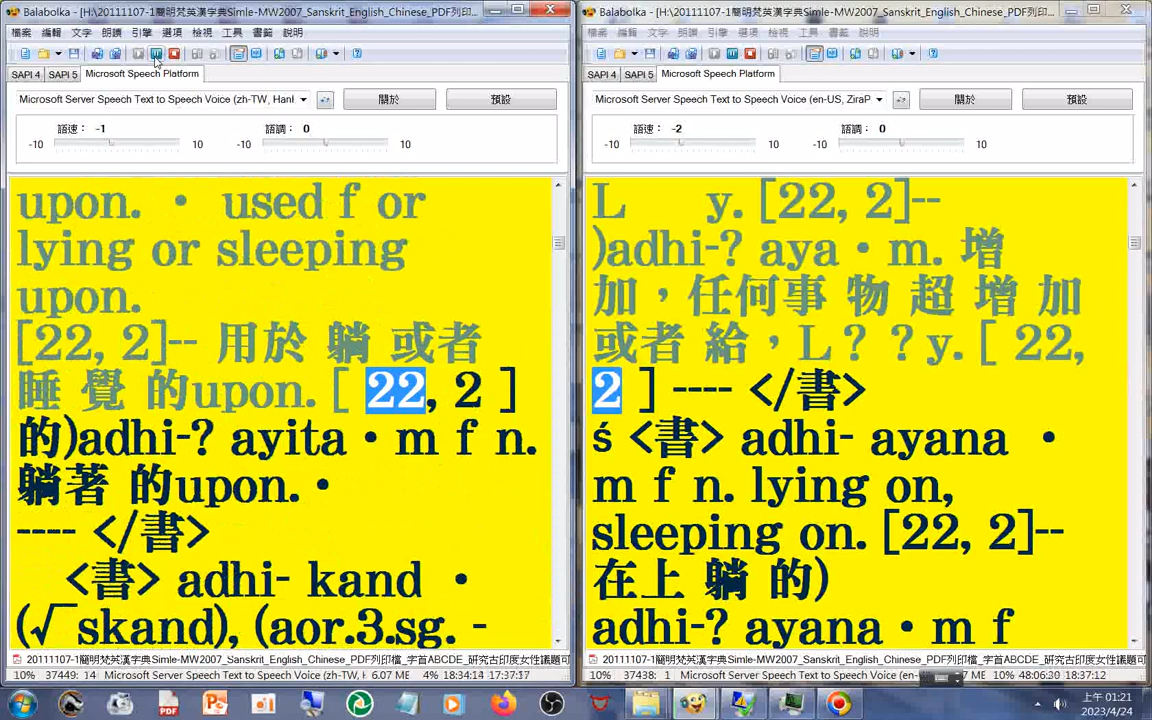 Balabolka - [H:\20111107-1簡明梵英漢字典Simle-MW2007_Sanskrit_English_Chinese_PDF列印...
檔案 編輯 文字 朗讀 引擎 選項 檢視 工具 書籤 說明
SAPI 4 SAPI 5 Microsoft Speech Platform
Microsoft Server Speech Text to Speech Voice (zh-TW, HanI
關於 預設
語速： -1 語調： 0
-10 10 -10 10
upon. • used f or
lying or sleeping
upon.
[22, 2]-- 用於 躺 或者
睡 覺 的upon. [ 22, 2 ]
的)adhi-? ayita • m f n.
躺著 的upon. •
---- </書>
<書> adhi- kand •
(√skand), (aor.3.sg. -
20111107-1簡明梵英漢字典Simle-MW2007_Sanskrit_English_Chinese_PDF列印檔_字首ABCDE_研究古印度女性議題可
10% 37449: 14 Microsoft Server Speech Text to Speech Voice (zh-TW, H 6.07 MB 4% 18:34:14 17:37:17
Balabolka - [H:\20111107-1簡明梵英漢字典Simle-MW2007_Sanskrit_English_Chinese_PDF列印...
檔案 編輯 文字 朗讀 引擎 選項 檢視 工具 書籤 說明
SAPI 4 SAPI 5 Microsoft Speech Platform
Microsoft Server Speech Text to Speech Voice (en-US, ZiraP
關於 預設
語速： -2 語調： 0
-10 10 -10 10
L y. [22, 2]--
)adhi-? aya • m. 增
加，任何事 物 超 增 加
或者 給，L？？y. [ 22,
2 ] ---- </書>
ś <書> adhi- ayana •
m f n. lying on,
sleeping on. [22, 2]--
在上 躺 的)
adhi-? ayana • m f
20111107-1簡明梵英漢字典Simle-MW2007_Sanskrit_English_Chinese_PDF列印檔_字首ABCDE_研究古印度女性議題可
10% 37438: 1 Microsoft Server Speech Text to Speech Voice 10% 48:06:20 18:37:12
上午 01:21
2023/4/24